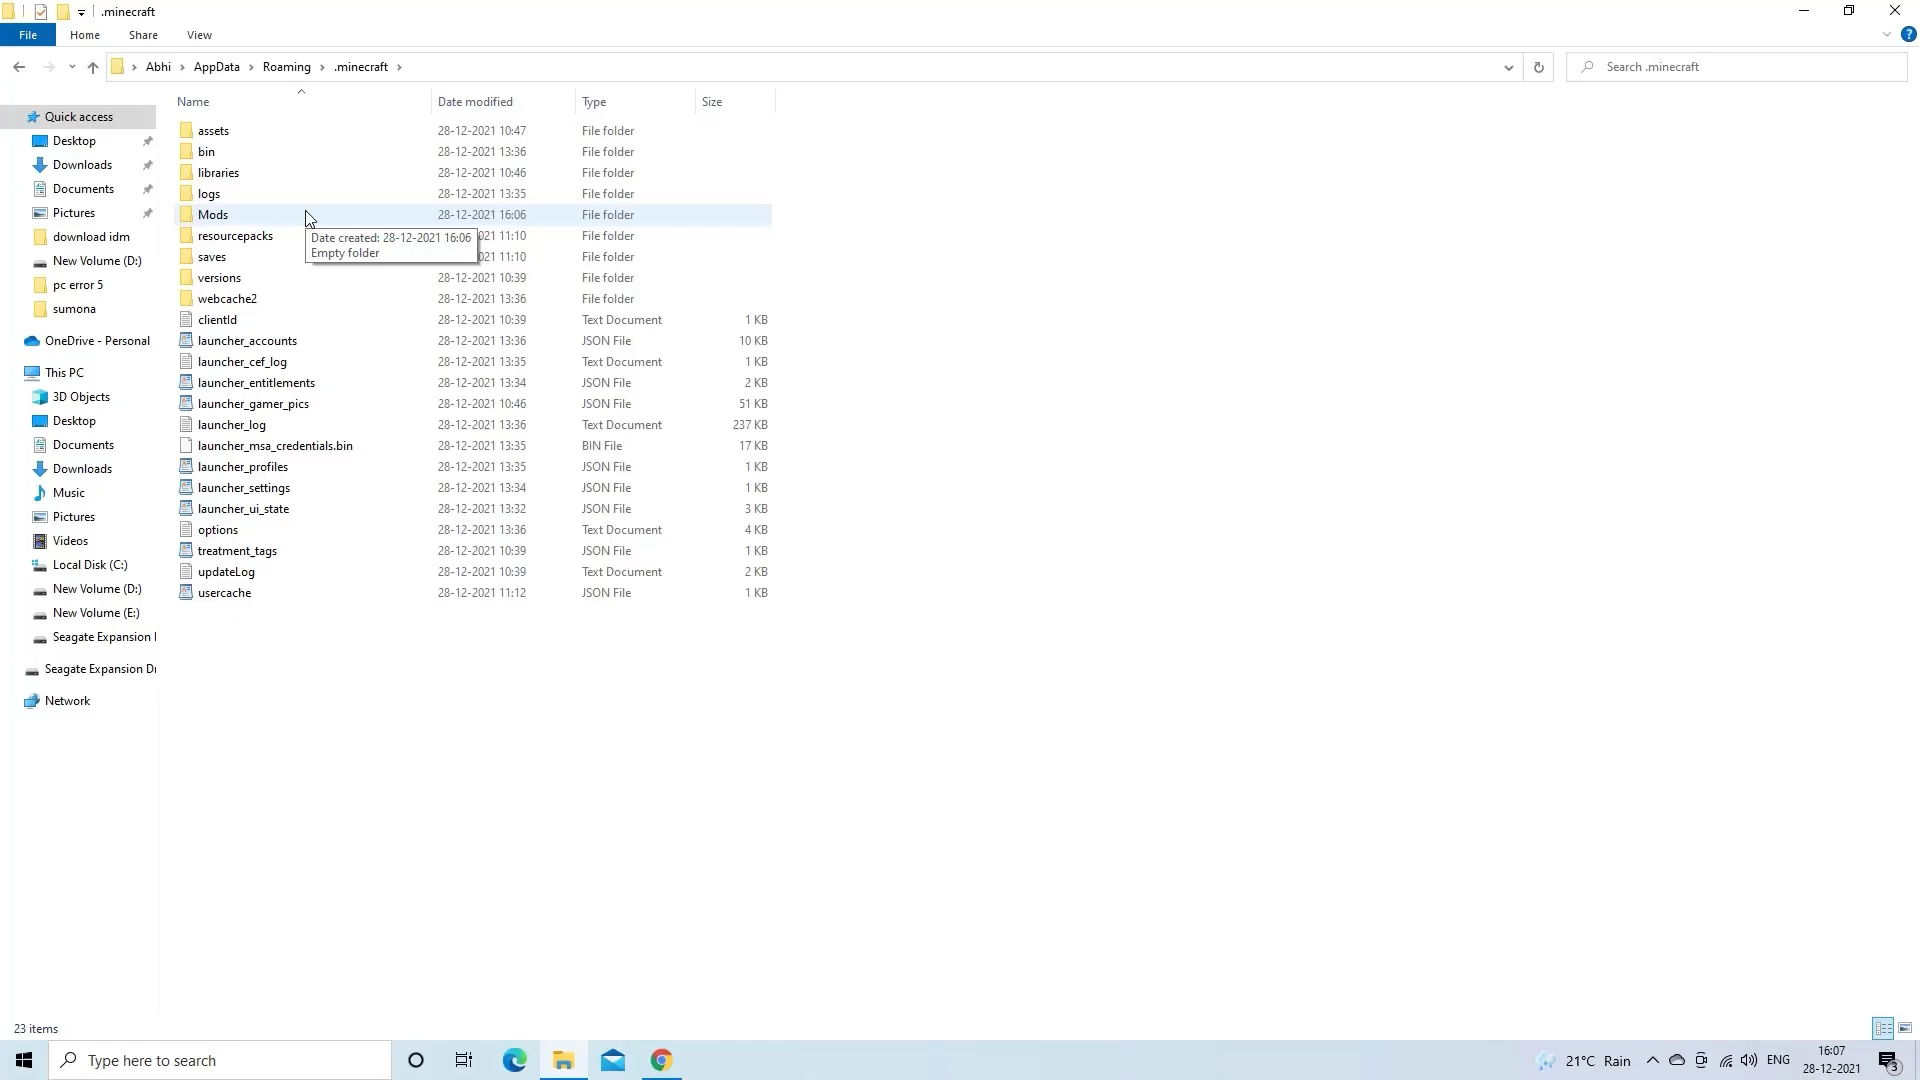 .minecraft
File Home Share View
Abhi AppData Roaming .minecraft
Search .minecraft
Name Date modified Type Size
Quick access
Desktop
Downloads
Documents
Pictures
download idm
New Volume (D:)
pc error 5
sumona
OneDrive - Personal
This PC
3D Objects
Desktop
Documents
Downloads
Music
Pictures
Videos
Local Disk (C:)
New Volume (D:)
New Volume (E:)
Seagate Expansion
Seagate Expansion Dr
Network
assets 28-12-2021 10:47 File folder
bin 28-12-2021 13:36 File folder
libraries 28-12-2021 10:46 File folder
logs 28-12-2021 13:35 File folder
Mods 28-12-2021 16:06 File folder
resourcepacks 021 11:10 File folder
Date created: 28-12-2021 16:06
Empty folder
saves 021 11:10 File folder
versions 28-12-2021 10:39 File folder
webcache2 28-12-2021 13:36 File folder
clientId 28-12-2021 10:39 Text Document 1 KB
launcher_accounts 28-12-2021 13:36 JSON File 10 KB
launcher_cef_log 28-12-2021 13:35 Text Document 1 KB
launcher_entitlements 28-12-2021 13:34 JSON File 2 KB
launcher_gamer_pics 28-12-2021 10:46 JSON File 51 KB
launcher_log 28-12-2021 13:36 Text Document 237 KB
launcher_msa_credentials.bin 28-12-2021 13:35 BIN File 17 KB
launcher_profiles 28-12-2021 13:35 JSON File 1 KB
launcher_settings 28-12-2021 13:34 JSON File 1 KB
launcher_ui_state 28-12-2021 13:32 JSON File 3 KB
options 28-12-2021 13:36 Text Document 4 KB
treatment_tags 28-12-2021 10:39 JSON File 1 KB
updateLog 28-12-2021 10:39 Text Document 2 KB
usercache 28-12-2021 11:12 JSON File 1 KB
23 items
Type here to search
21°C Rain
ENG
16:07
28-12-2021
3